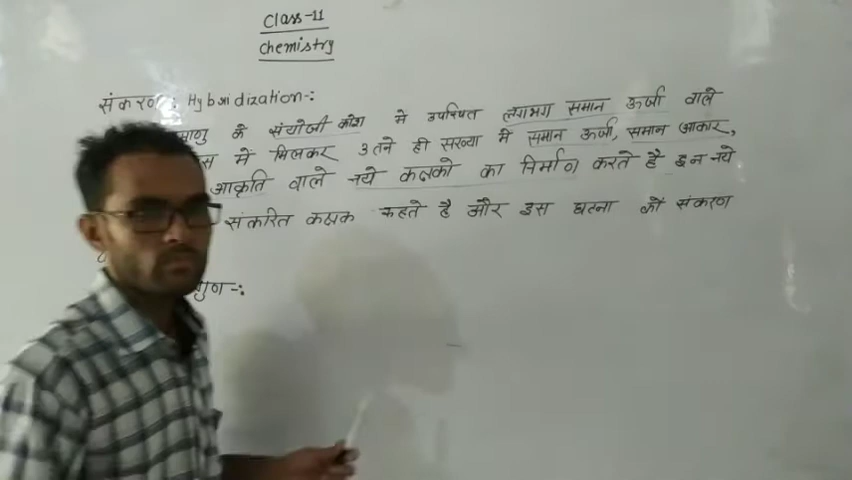 Class-11
Chemistry
संकरण : Hybridization-:
के संयोजी कोश मे उपस्थित लगभग समान ऊर्जा वाले
में मिलकर उतने ही संख्या में समान ऊर्जा, समान आकार,
आकृति वाले नये कक्षको का निर्माण करते है इन नये
संकरित कक्षक कहते है और इस घटना को संकरण
गुण-: